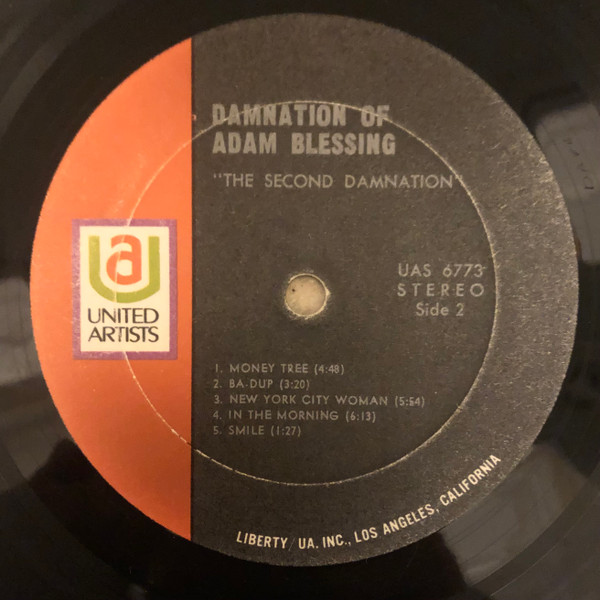 DAMNATION OF
ADAM BLESSING
"THE SECOND DAMNATION"
ua
UNITED
ARTISTS
UAS 6773
STEREO
Side 2
1. MONEY TREE (4:48)
2. BA-DUP (3:20)
3. NEW YORK CITY WOMAN (5:54)
4. IN THE MORNING (6:13)
5. SMILE (1:27)
LIBERTY/UA. INC., LOS ANGELES, CALIFORNIA